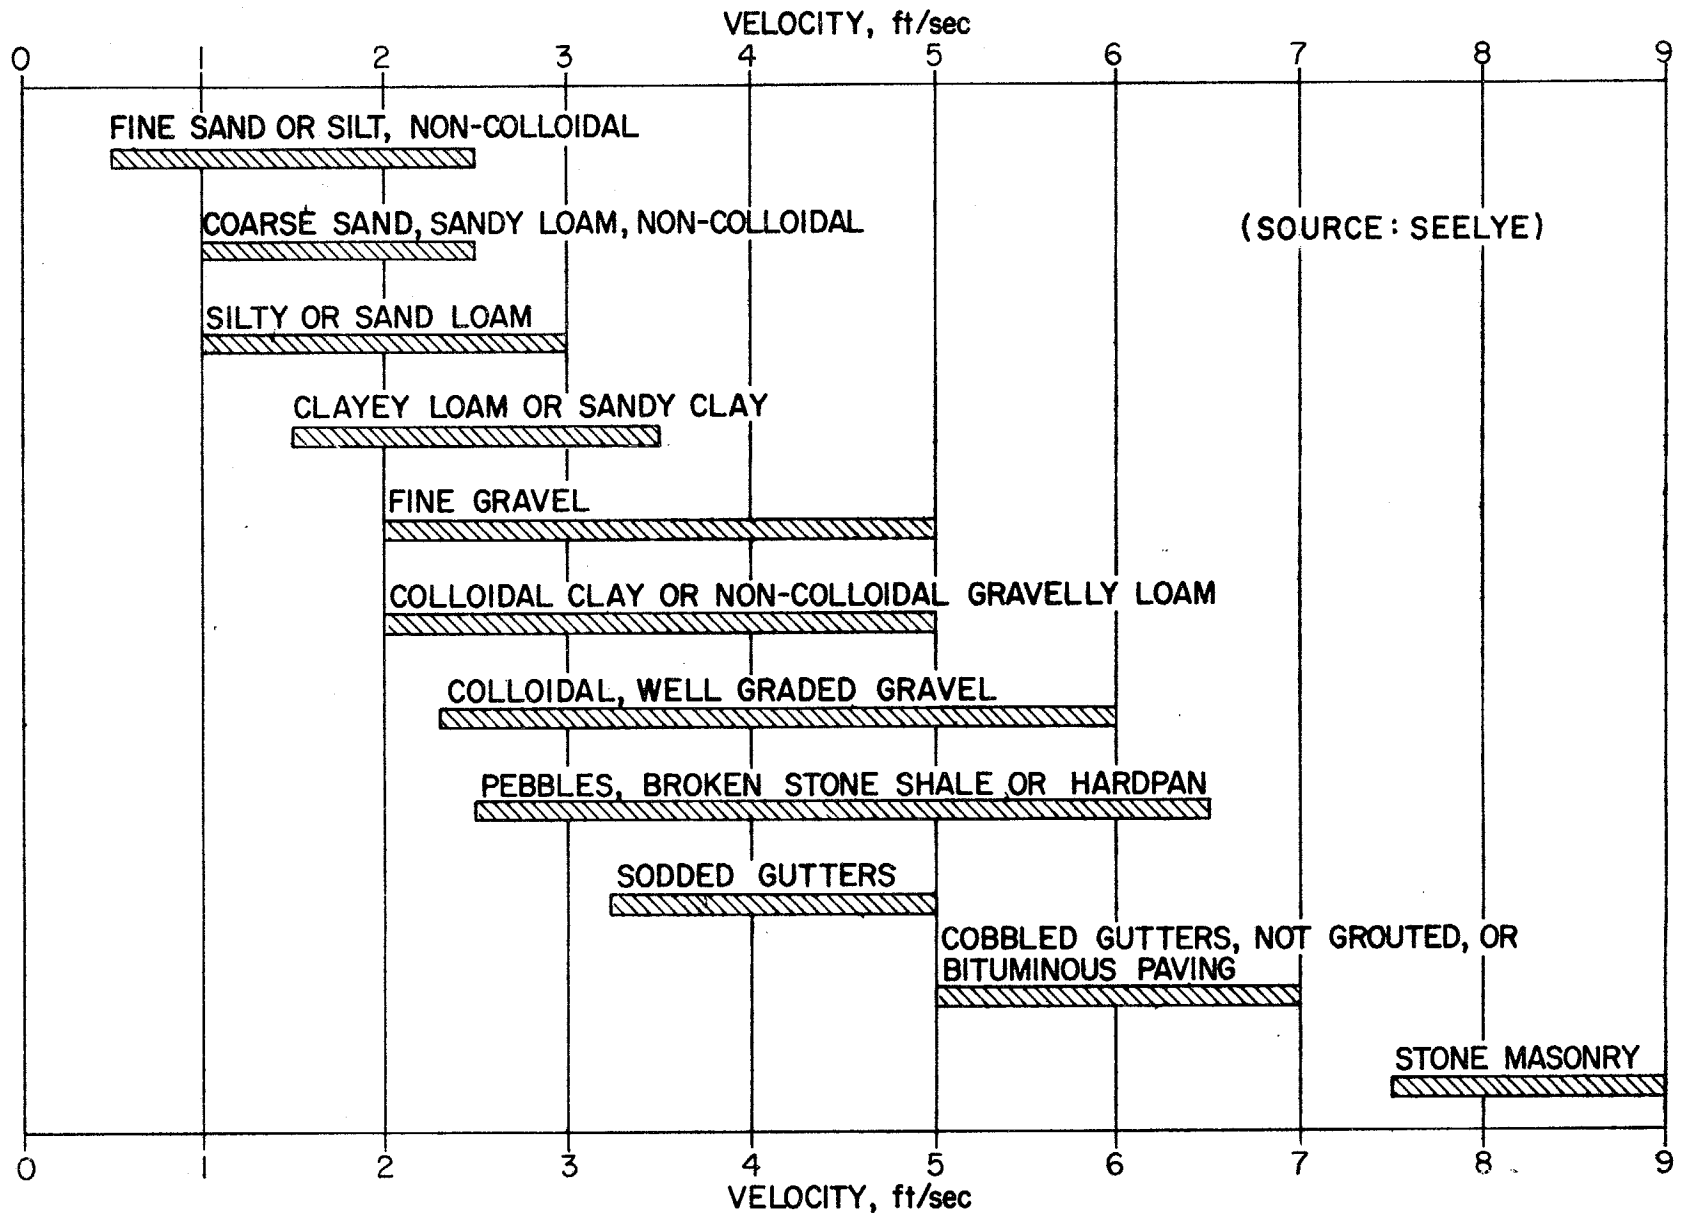 VELOCITY, ft/sec
0 1 2 3 4 5 6 7 8 9
FINE SAND OR SILT, NON-COLLOIDAL
COARSE SAND, SANDY LOAM, NON-COLLOIDAL
(SOURCE: SEELYE)
SILTY OR SAND LOAM
CLAYEY LOAM OR SANDY CLAY
FINE GRAVEL
COLLOIDAL CLAY OR NON-COLLOIDAL GRAVELLY LOAM
COLLOIDAL, WELL GRADED GRAVEL
PEBBLES, BROKEN STONE SHALE OR HARDPAN
SODDED GUTTERS
COBBLED GUTTERS, NOT GROUTED, OR
BITUMINOUS PAVING
STONE MASONRY
0 1 2 3 4 5 6 7 8 9
VELOCITY, ft/sec